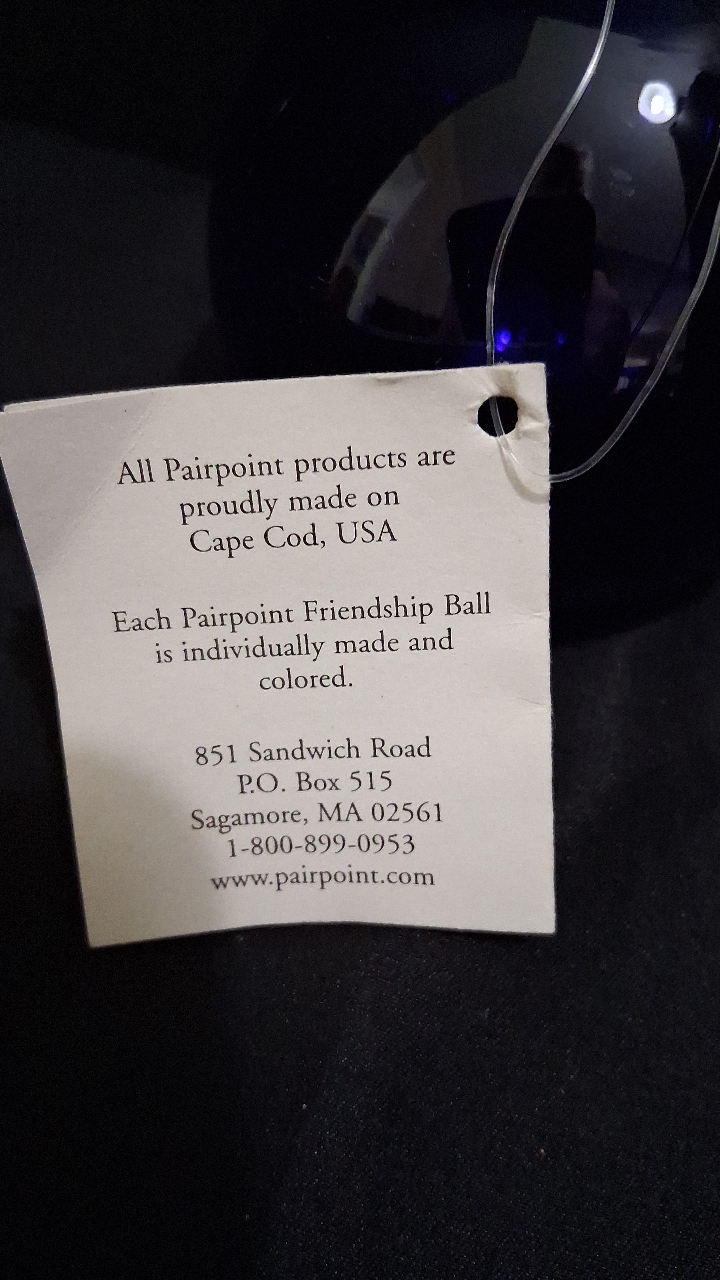 All Pairpoint products are
proudly made on
Cape Cod, USA
Each Pairpoint Friendship Ball
is individually made and
colored.
851 Sandwich Road
P.O. Box 515
Sagamore, MA 02561
1-800-899-0953
www.pairpoint.com